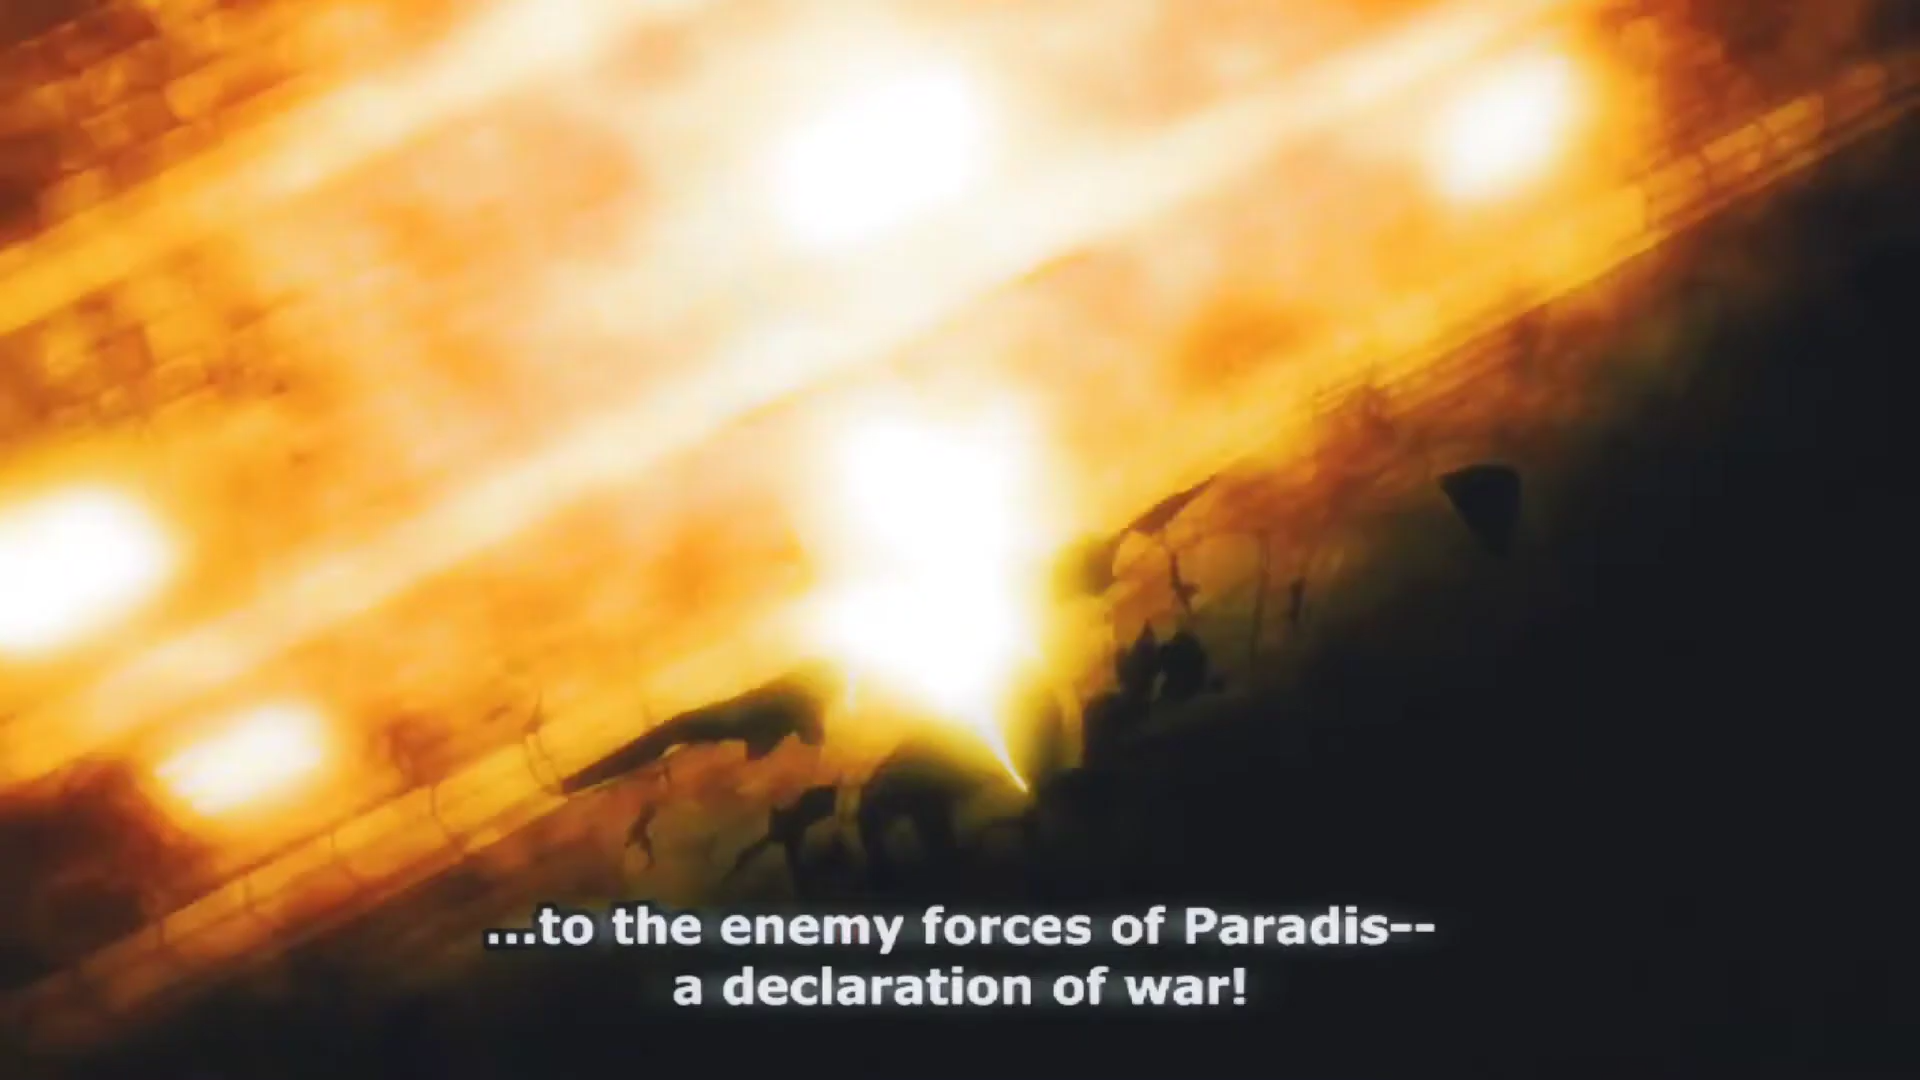 ...to the enemy forces of Paradis--
a declaration of war!